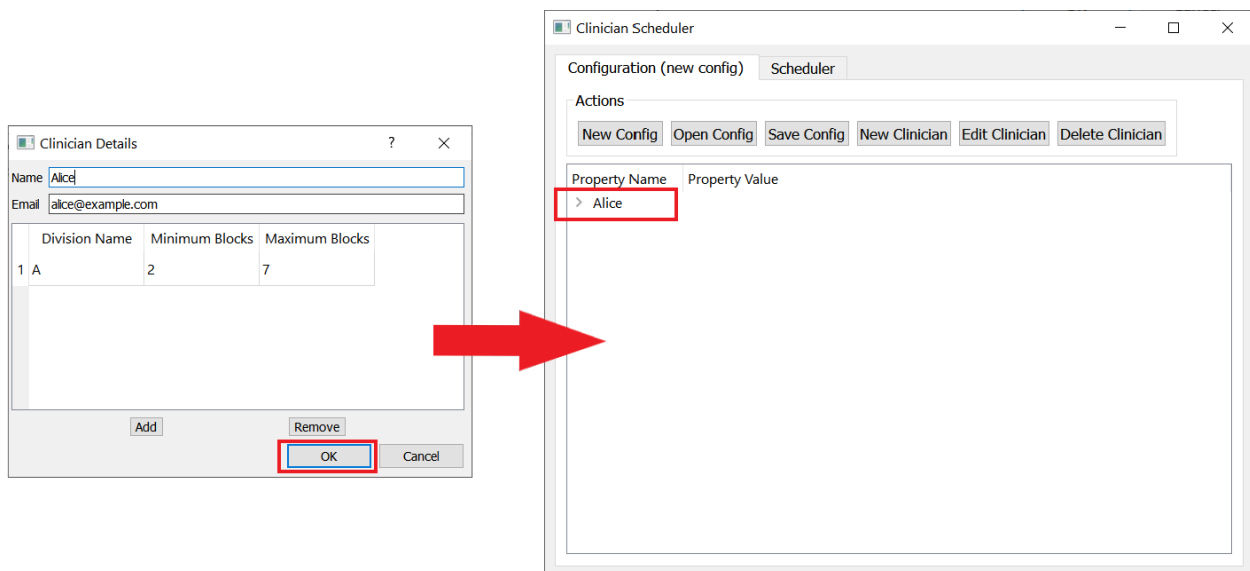 Clinician Details
?
Name Alice
Email alice@example.com
Division Name Minimum Blocks Maximum Blocks
1 A 2 7
Add Remove
OK Cancel
Clinician Scheduler
Configuration (new config) Scheduler
Actions
New Config Open Config Save Config New Clinician Edit Clinician Delete Clinician
Property Name Property Value
Alice